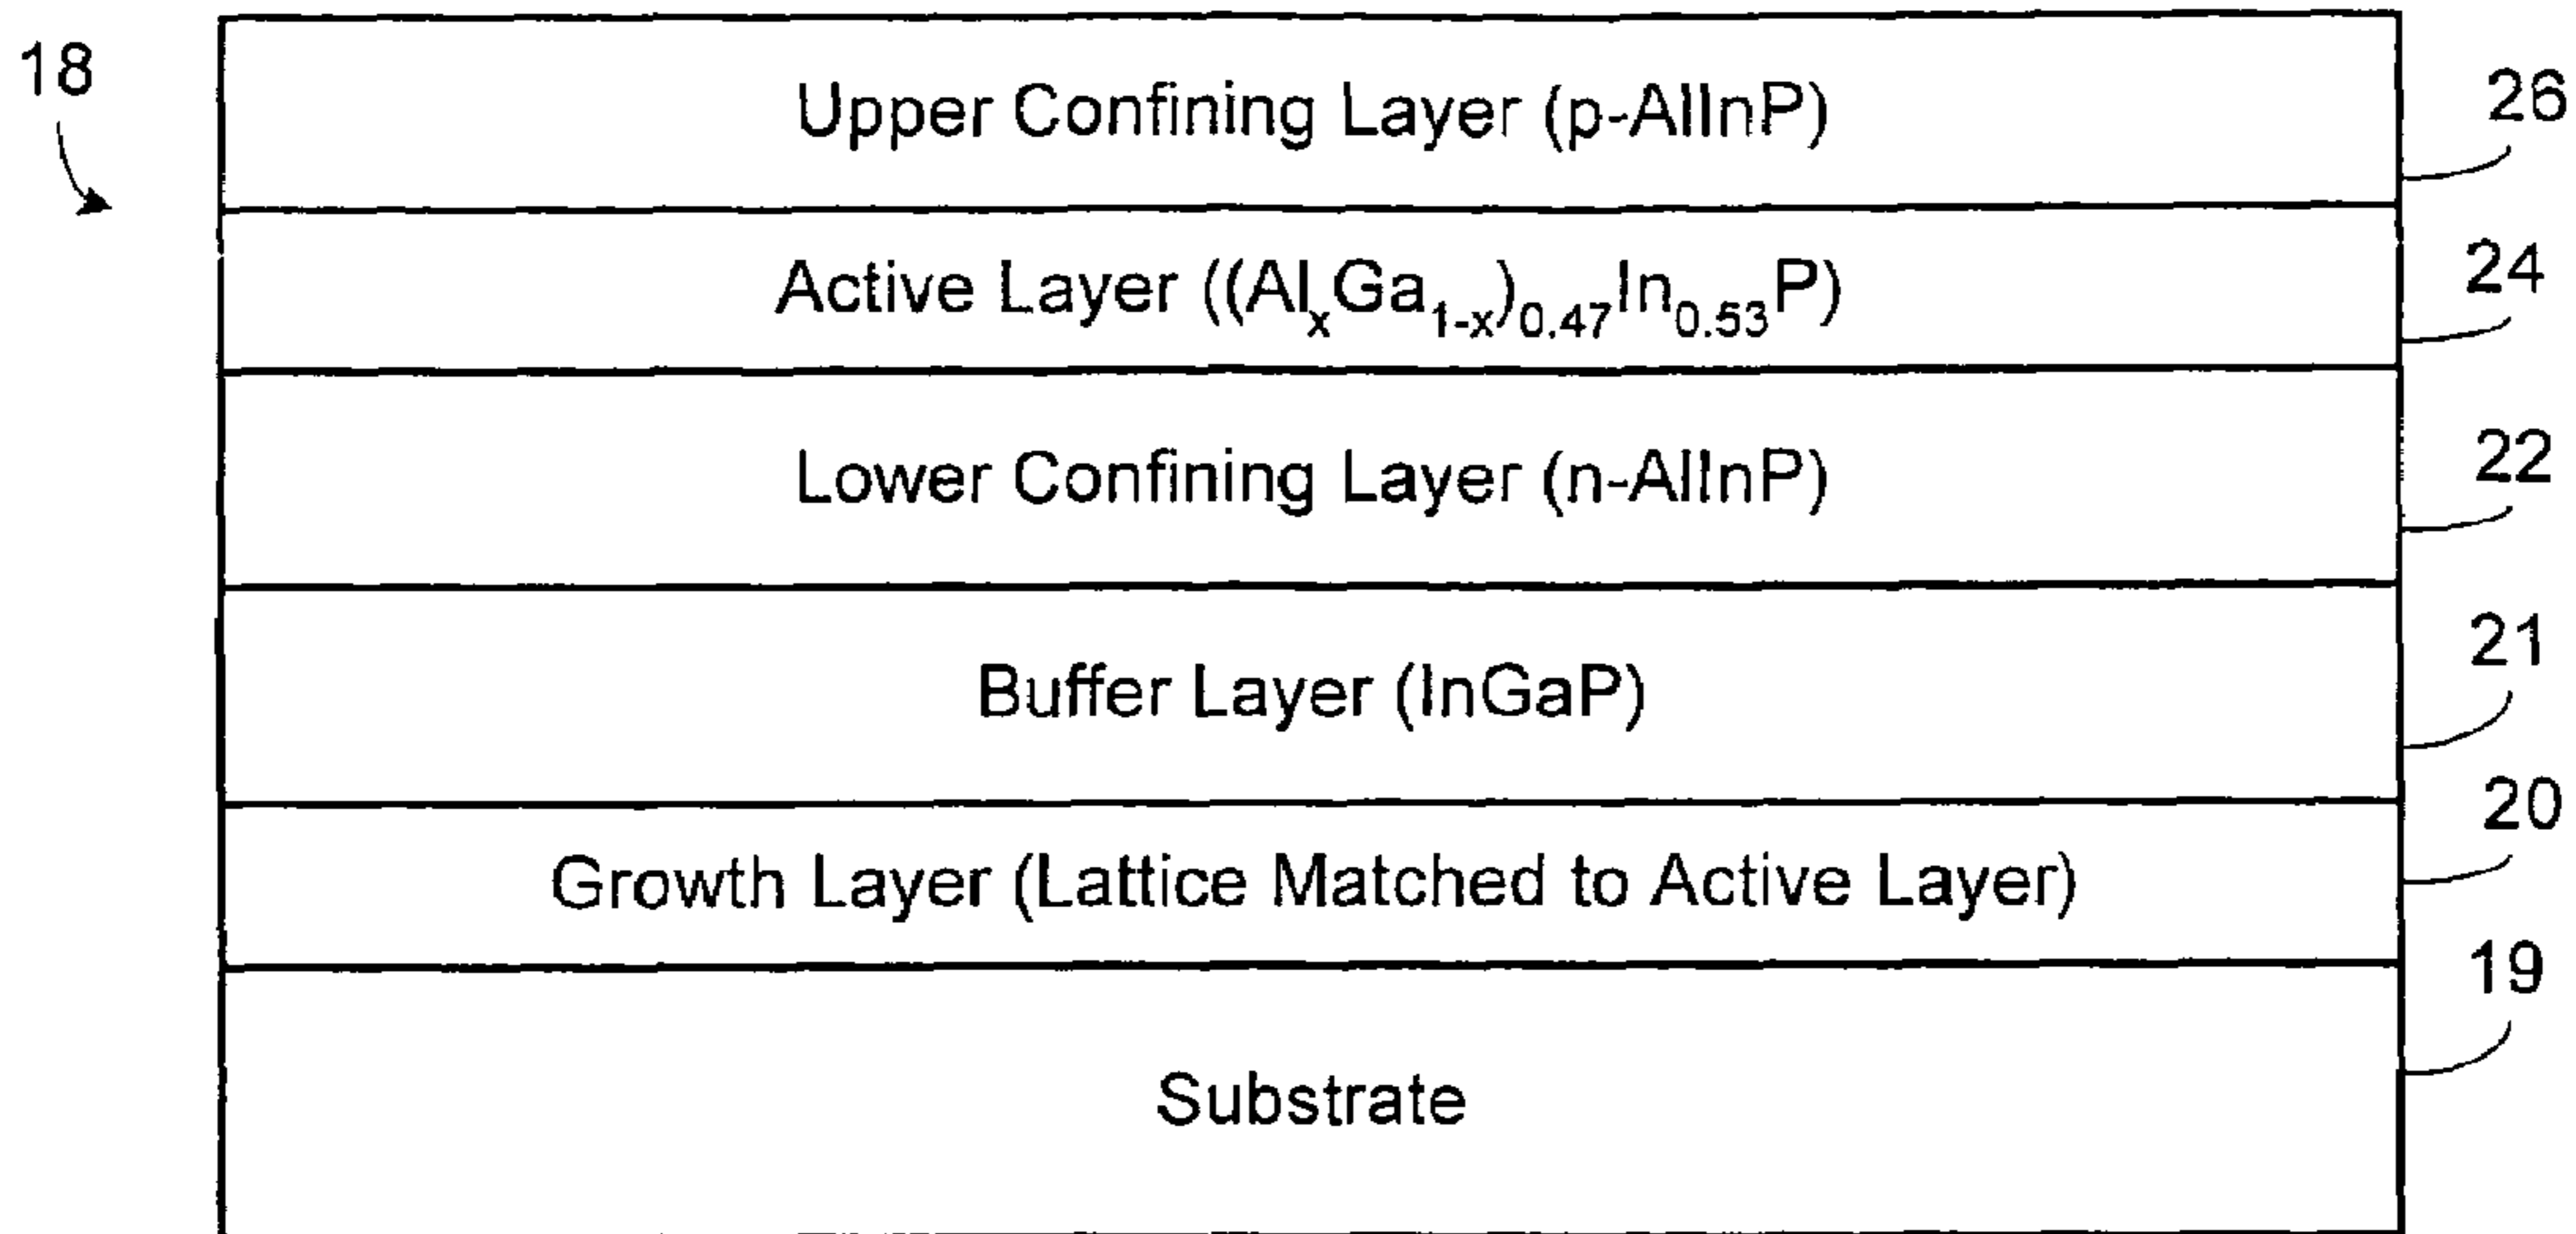 18
Upper Confining Layer (p-AlInP)
26
Active Layer ((AlₓGa₁₋ₓ)₀.₄₇In₀.₅₃P)
24
Lower Confining Layer (n-AlInP)
22
Buffer Layer (InGaP)
21
Growth Layer (Lattice Matched to Active Layer)
20
Substrate
19